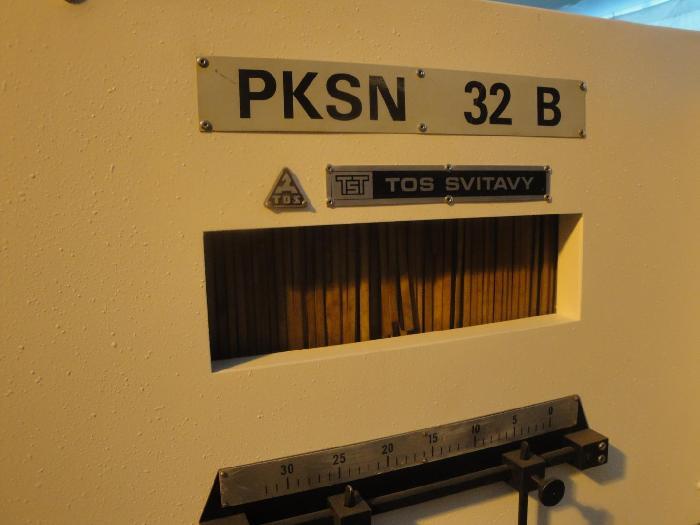 PKSN 32 B
TOS
TST TOS SVITAVY
30 25 20 15 10 5 0